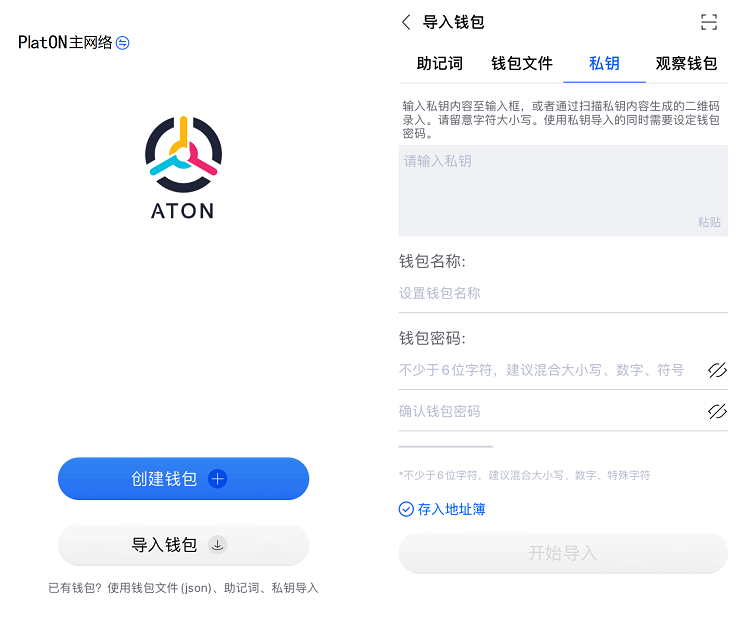 PlatON主网络
ATON
创建钱包
导入钱包
已有钱包？使用钱包文件(json)、助记词、私钥导入
导入钱包
助记词 钱包文件 私钥 观察钱包
输入私钥内容至输入框，或者通过扫描私钥内容生成的二维码
录入。请留意字符大小写。使用私钥导入的同时需要设定钱包
密码。
请输入私钥
粘贴
钱包名称:
设置钱包名称
钱包密码:
不少于6位字符，建议混合大小写、数字、符号
确认钱包密码
*不少于6位字符，建议混合大小写、数字、特殊字符
存入地址簿
开始导入